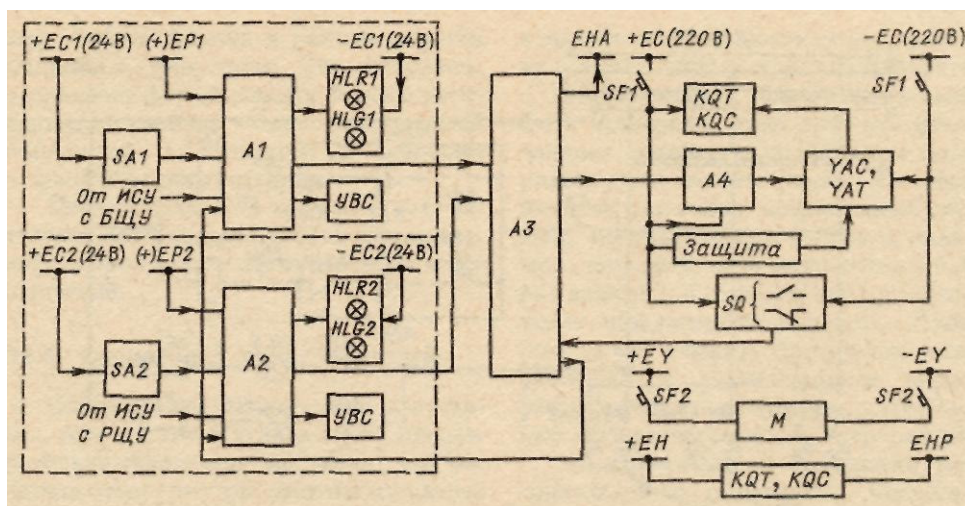 +EC1(24В) (+)EP1 −EC1(24В)
HLR1
HLG1
SA1
A1
От ИСУ
с БЩУ
УВС
+EC2(24В) (+)EP2 −EC2(24В)
HLR2
HLG2
SA2
A2
От ИСУ
с РЩУ
УВС
A3
EHA +EC(220В) −EC(220В)
SF1
SF1
KQT
KQC
A4
YAC,
YAT
Защита
SQ
+EY −EY
SF2
SF2
M
+EH EHP
KQT, KQC